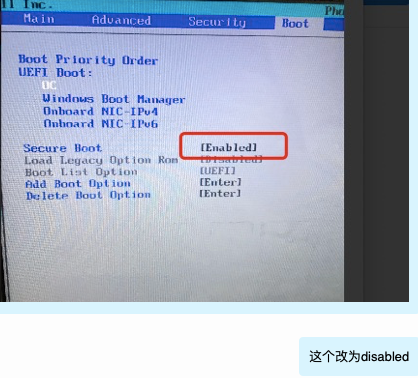 ll Inc.
Pho
Main Advanced Security Boot
Boot Priority Order
UEFI Boot:
OC
Windows Boot Manager
Onboard NIC-IPv4
Onboard NIC-IPv6
Secure Boot [Enabled]
Load Legacy Option Rom [Disabled]
Boot List Option [UEFI]
Add Boot Option [Enter]
Delete Boot Option [Enter]
这个改为disabled